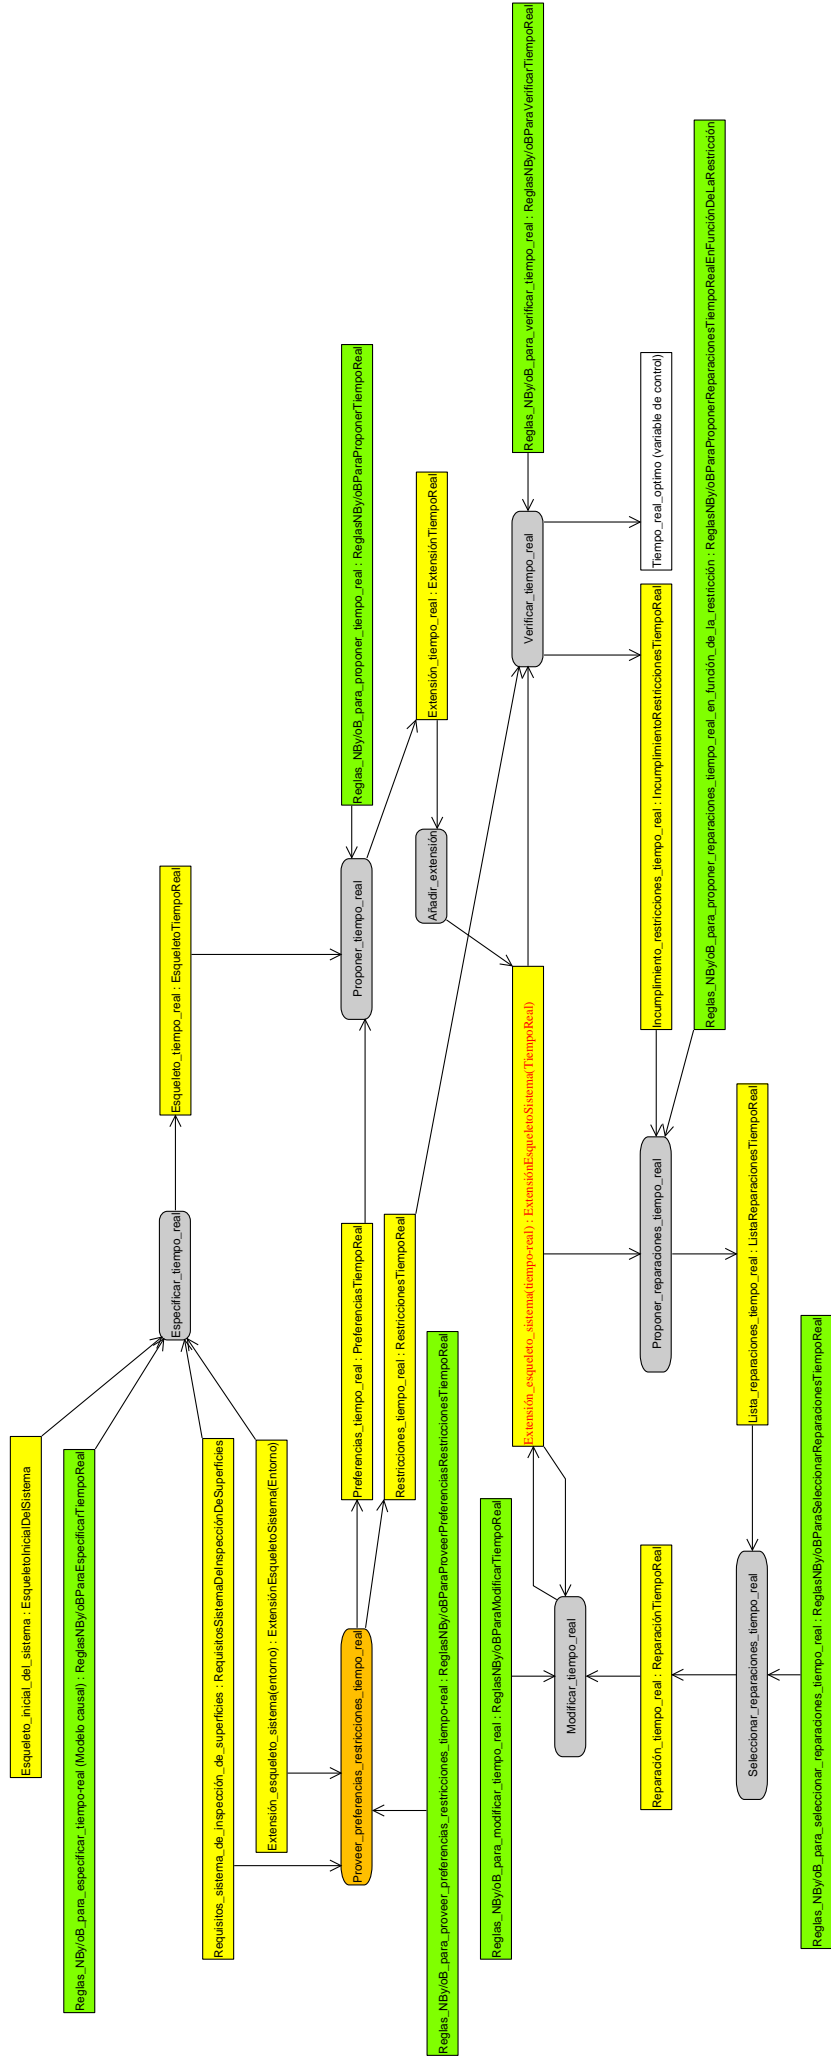 Esqueleto_inicial_del_sistema : EsqueletoInicialDelSistema
Reglas_NBy/oB_para_especificar_tiempo-real (Modelo causal) : ReglasNBy/oBParaEspecificarTiempoReal
Especificar_tiempo_real
Esqueleto_tiempo_real : EsqueletoTiempoReal
Requisitos_sistema_de_inspección_de_superficies : RequisitosSistemaDeInspecciónDeSuperficies
Extensión_esqueleto_sistema(entorno) : ExtensiónEsqueletoSistema(Entorno)
Proveer_preferencias_restricciones_tiempo_real
Preferencias_tiempo_real : PreferenciasTiempoReal
Proponer_tiempo_real
Reglas_NBy/oB_para_proponer_tiempo_real : ReglasNBy/oBParaProponerTiempoReal
Restricciones_tiempo_real : RestriccionesTiempoReal
Reglas_NBy/oB_para_proveer_preferencias_restricciones_tiempo-real : ReglasNBy/oBParaProveerPreferenciasRestriccionesTiempoReal
Añadir_extensión
Extensión_tiempo_real : ExtensiónTiempoReal
Reglas_NBy/oB_para_modificar_tiempo_real : ReglasNBy/oBParaModificarTiempoReal
Extensión_esqueleto_sistema(tiempo-real) : ExtensiónEsqueletoSistema(TiempoReal)
Verificar_tiempo_real
Reglas_NBy/oB_para_verificar_tiempo_real : ReglasNBy/oBParaVerificarTiempoReal
Modificar_tiempo_real
Reparación_tiempo_real : ReparaciónTiempoReal
Proponer_reparaciones_tiempo_real
Incumplimiento_restricciones_tiempo_real : IncumplimientoRestriccionesTiempoReal
Tiempo_real_optimo (variable de control)
Reglas_NBy/oB_para_proponer_reparaciones_tiempo_real_en_función_de_la_restricción : ReglasNBy/oBParaProponerReparacionesTiempoRealEnFunciónDeLaRestricción
Seleccionar_reparaciones_tiempo_real
Lista_reparaciones_tiempo_real : ListaReparacionesTiempoReal
Reglas_NBy/oB_para_seleccionar_reparaciones_tiempo_real : ReglasNBy/oBParaSeleccionarReparacionesTiempoReal